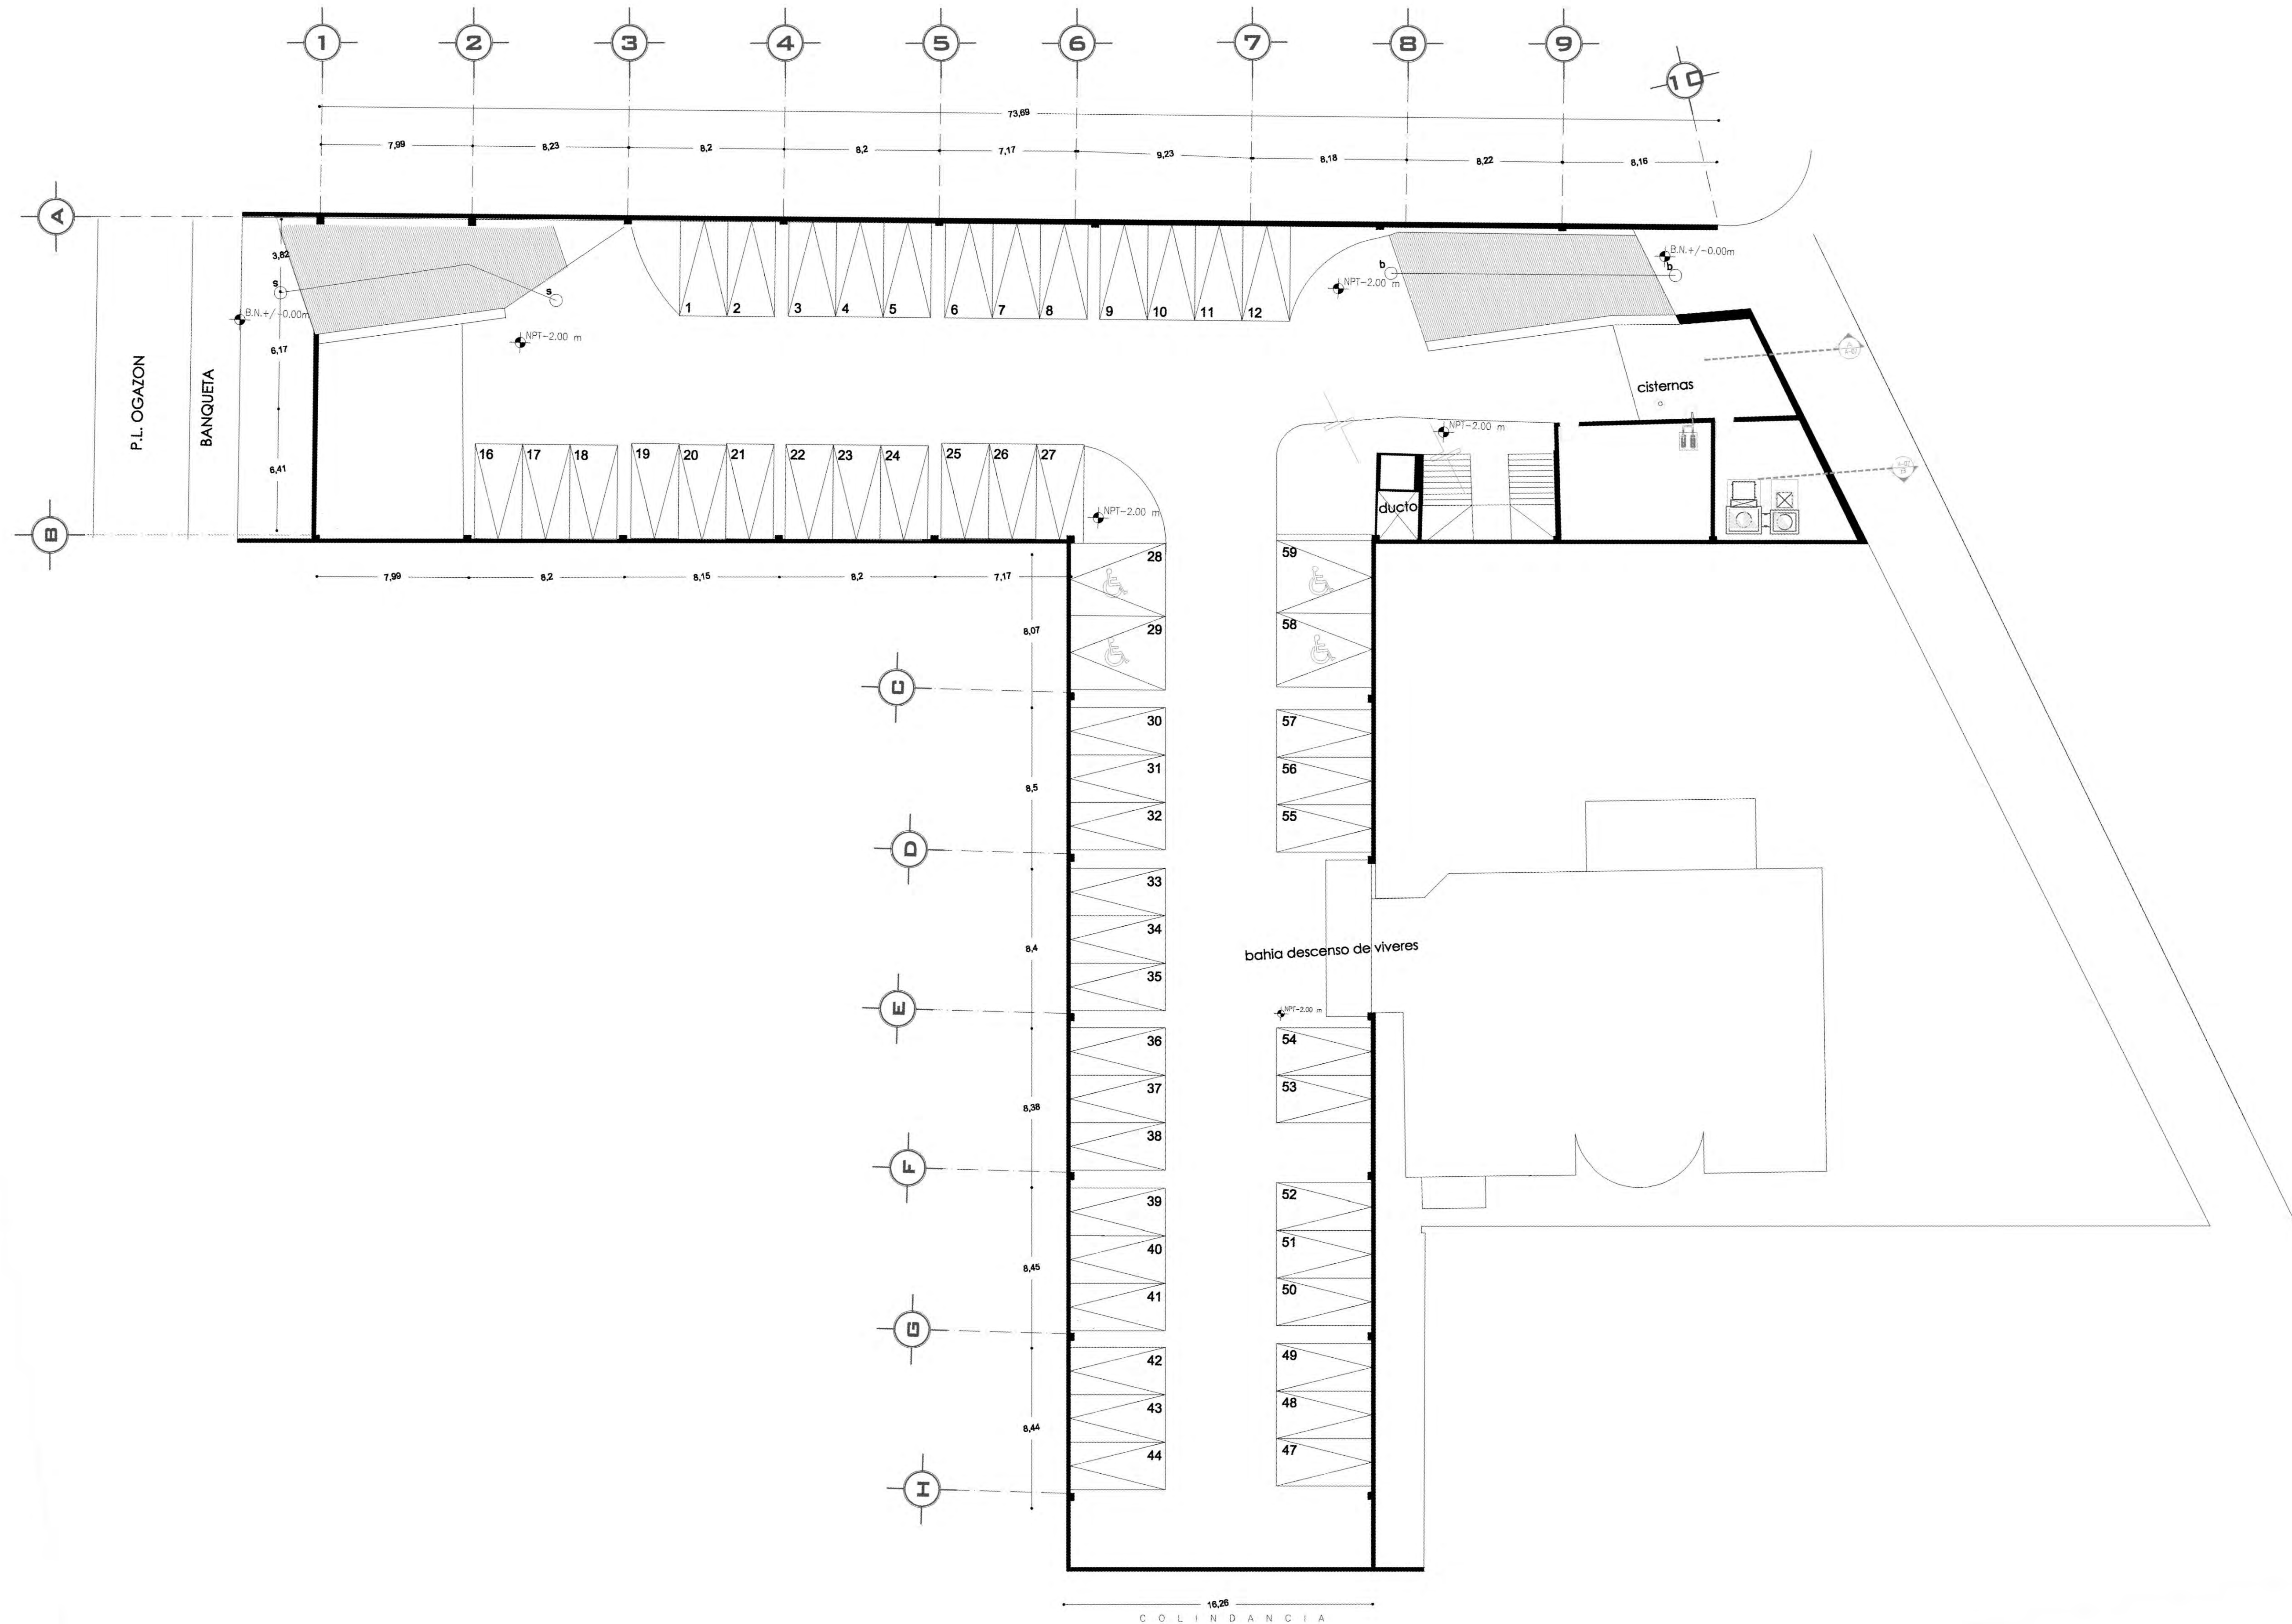 1 2 3 4 5 6 7 8 9 10
73,69
7,99 8,23 8,2 8,2 7,17 9,23 8,18 8,22 8,16
A
3,82
s
s
B.N.+/-0.00m
6,17
NPT-2.00 m
1 2 3 4 5 6 7 8 9 10 11 12
b
b
NPT-2.00 m
B.N.+/-0.00m
P.L. OGAZON
BANQUETA
cisternas
6,41
16 17 18 19 20 21 22 23 24 25 26 27
NPT-2.00 m
NPT-2.00 m
ducto
B
7,99 8,2 8,15 8,2 7,17
28 59
8,07
29 58
C
30 57
31 56
8,5
32 55
D
33
34
8,4
bahia descenso de viveres
35
E
NPT-2.00 m
36 54
37 53
8,38
38
F
39 52
40 51
8,45
41 50
G
42 49
43 48
8,44
44 47
H
16,26
COLINDANCIA